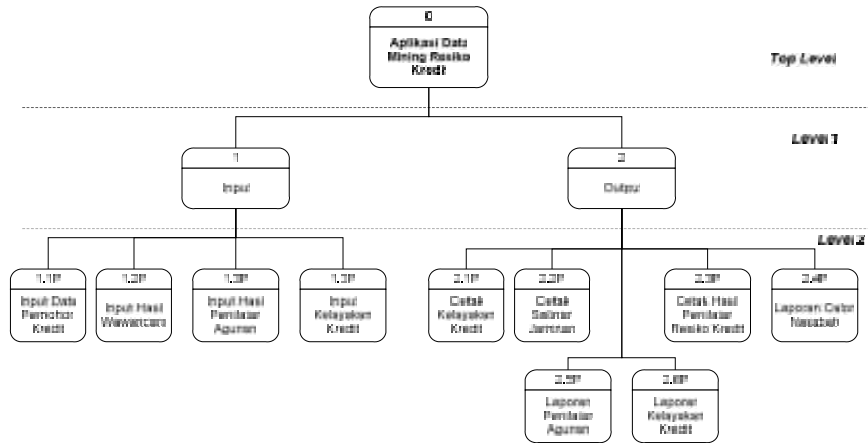 0
Aplikasi Data
Mining Resiko
Kredit
Top Level
Level 1
1
Input
2
Output
Level 2
1.1P
Input Data
Pemohon
Kredit
1.2P
Input Hasil
Wawancara
1.3P
Input Hasil
Penilaian
Agunan
1.3P
Input
Kelayakan
Kredit
2.1P
Cetak
Kelayakan
Kredit
2.2P
Cetak
Salinan
Jaminan
2.3P
Cetak Hasil
Penilaian
Resiko Kredit
2.4P
Laporan Calon
Nasabah
2.5P
Laporan
Penilaian
Agunan
2.6P
Laporan
Kelayakan
Kredit